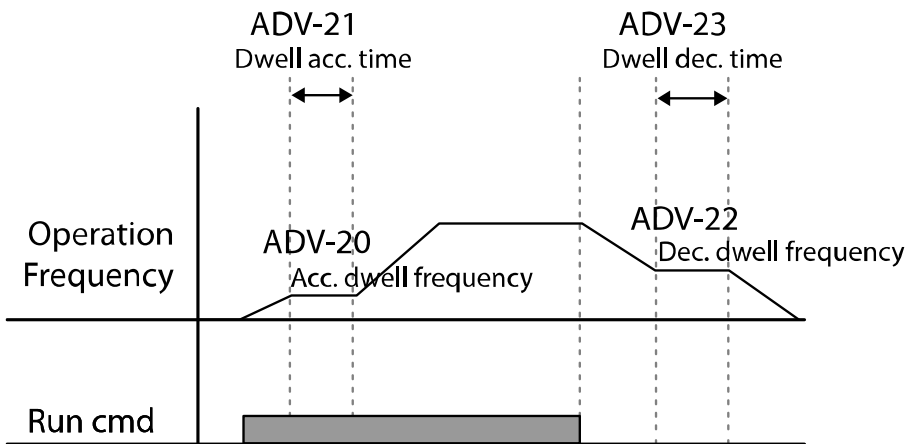 ADV-21
Dwell acc. time
ADV-23
Dwell dec. time
Operation
Frequency
ADV-20
Acc. dwell frequency
ADV-22
Dec. dwell frequency
Run cmd